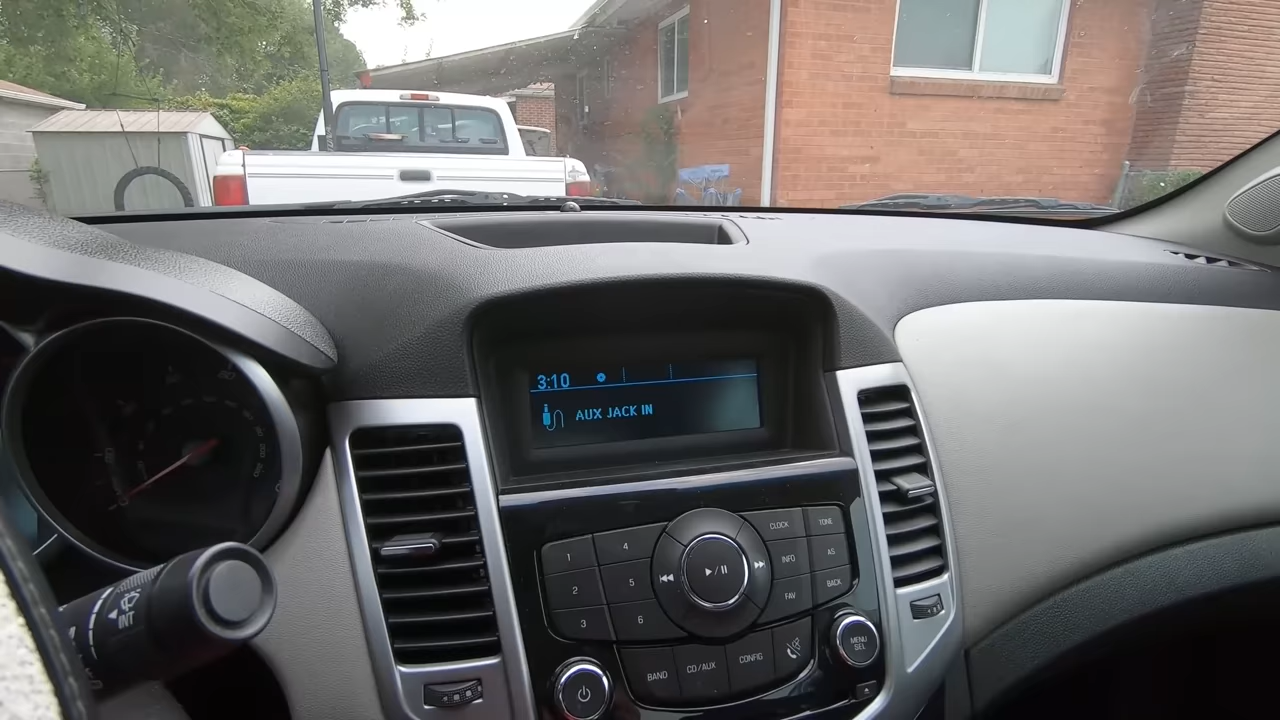 3:10
AUX JACK IN
1
4
CLOCK
TONE
2
5
INFO
AS
3
6
FAV
BACK
BAND
CD/AUX
CONFIG
MENU
SEL
INT